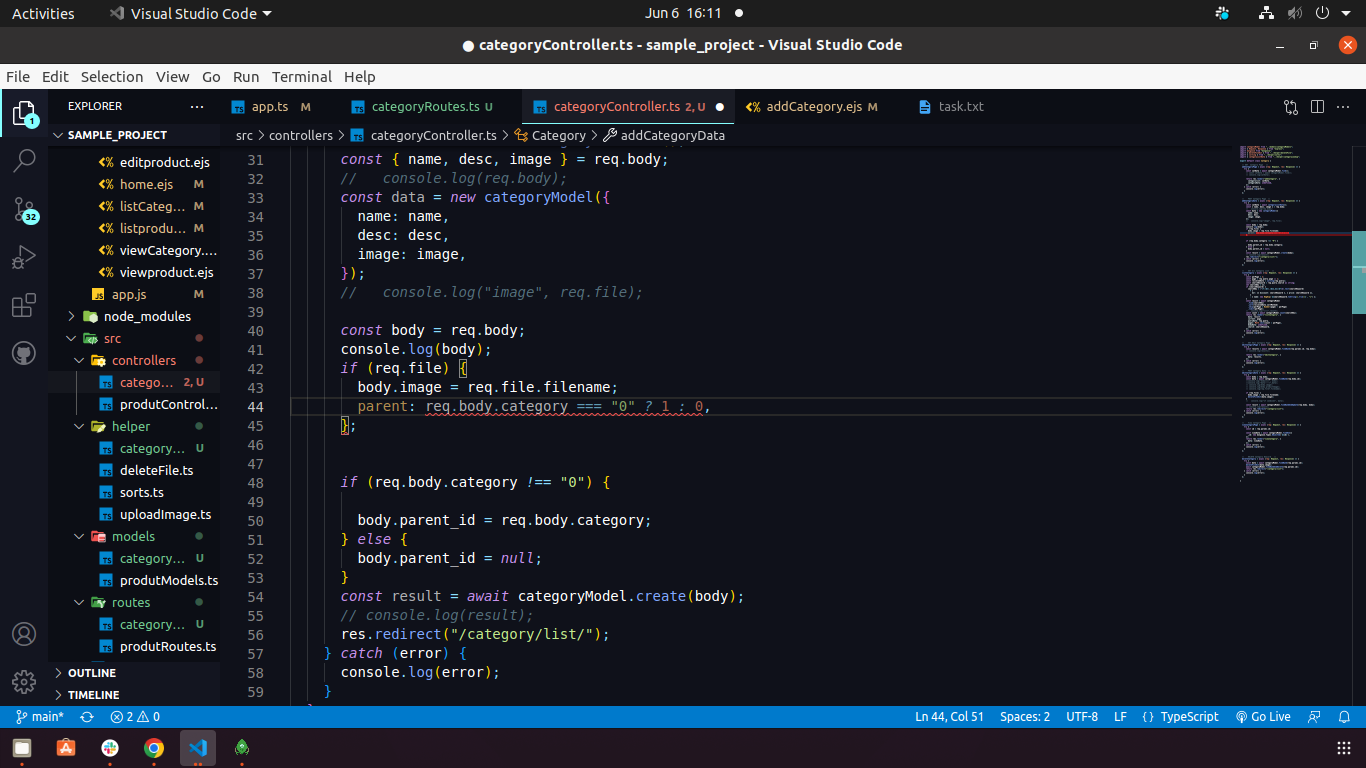 Activities
Visual Studio Code
Jun 6 16:11
● categoryController.ts - sample_project - Visual Studio Code
File Edit Selection View Go Run Terminal Help
EXPLORER
app.ts M
categoryRoutes.ts U
categoryController.ts 2, U
addCategory.ejs M
task.txt
SAMPLE_PROJECT
src > controllers > categoryController.ts > Category > addCategoryData
1
32
editproduct.ejs
home.ejs M
listCateg... M
listprodu... M
viewCategory....
viewproduct.ejs
app.js M
node_modules
src
controllers
catego... 2, U
produtControl...
helper
category... U
deleteFile.ts
sorts.ts
uploadImage.ts
models
category... U
produtModels.ts
routes
category... U
produtRoutes.ts
OUTLINE
TIMELINE
31 const { name, desc, image } = req.body;
32 //   console.log(req.body);
33 const data = new categoryModel({
34   name: name,
35   desc: desc,
36   image: image,
37 });
38 //   console.log("image", req.file);
39
40 const body = req.body;
41 console.log(body);
42 if (req.file) {
43   body.image = req.file.filename;
44   parent: req.body.category === "0" ? 1 : 0,
45 };
46
47
48 if (req.body.category !== "0") {
49
50   body.parent_id = req.body.category;
51 } else {
52   body.parent_id = null;
53 }
54 const result = await categoryModel.create(body);
55 // console.log(result);
56 res.redirect("/category/list/");
57 } catch (error) {
58   console.log(error);
59 }
main*
2 0
Ln 44, Col 51
Spaces: 2
UTF-8
LF
{ } TypeScript
Go Live